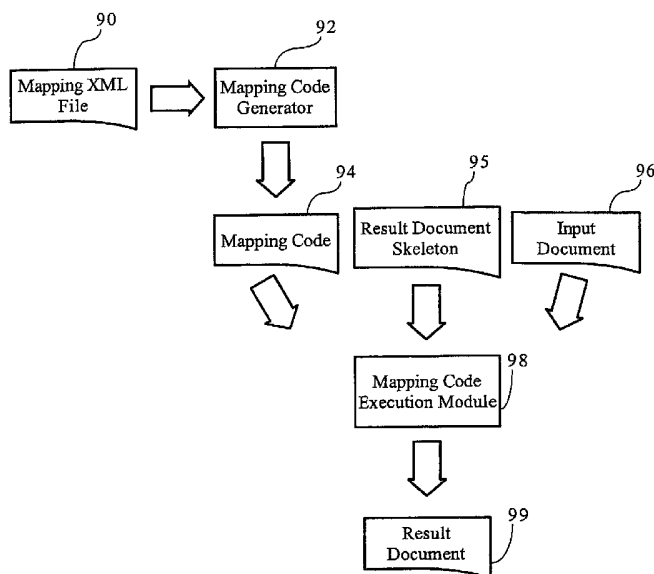 90
92
Mapping XML
File
Mapping Code
Generator
94
95
96
Mapping Code
Result Document
Skeleton
Input
Document
98
Mapping Code
Execution Module
99
Result
Document